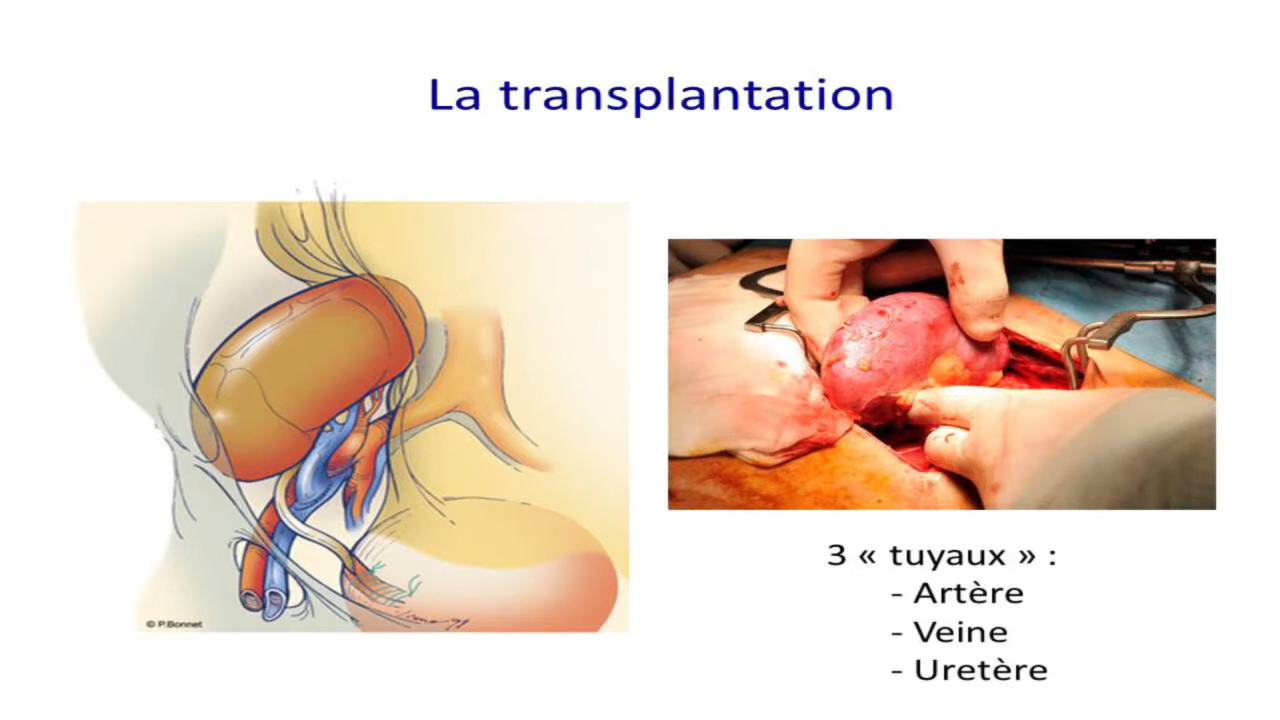 La transplantation
© P.Bonnet
3 « tuyaux » :
- Artère
- Veine
- Uretère